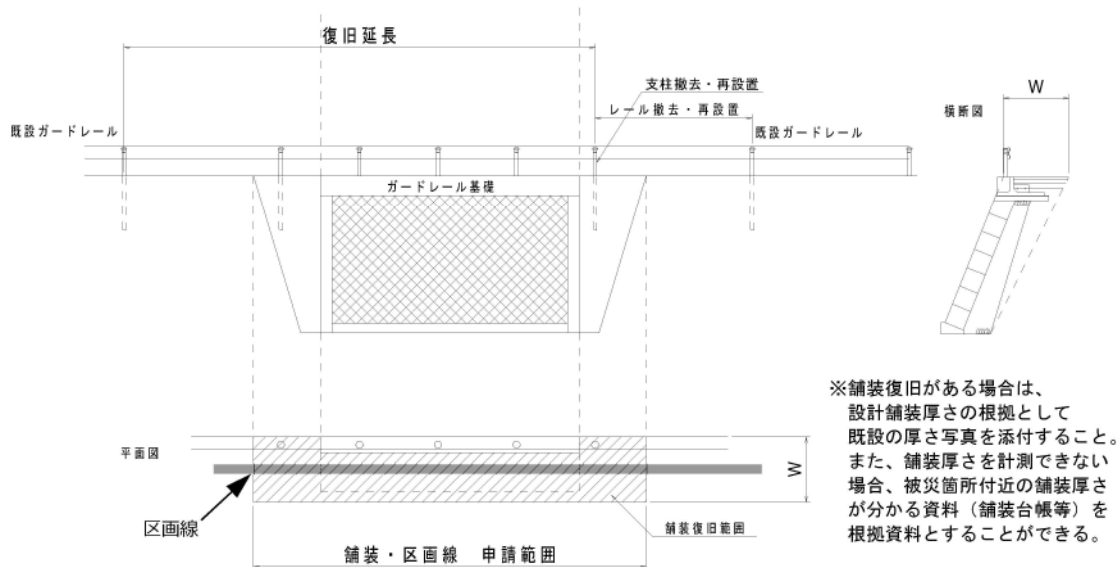 復旧延長
支柱撤去・再設置
レール撤去・再設置
既設ガードレール
既設ガードレール
ガードレール基礎
横断図
W
平面図
W
区画線
舗装復旧範囲
舗装・区画線 申請範囲
※舗装復旧がある場合は、
設計舗装厚さの根拠として
既設の厚さ写真を添付すること。
また、舗装厚さを計測できない
場合、被災箇所付近の舗装厚さ
が分かる資料（舗装台帳等）を
根拠資料とすることができる。